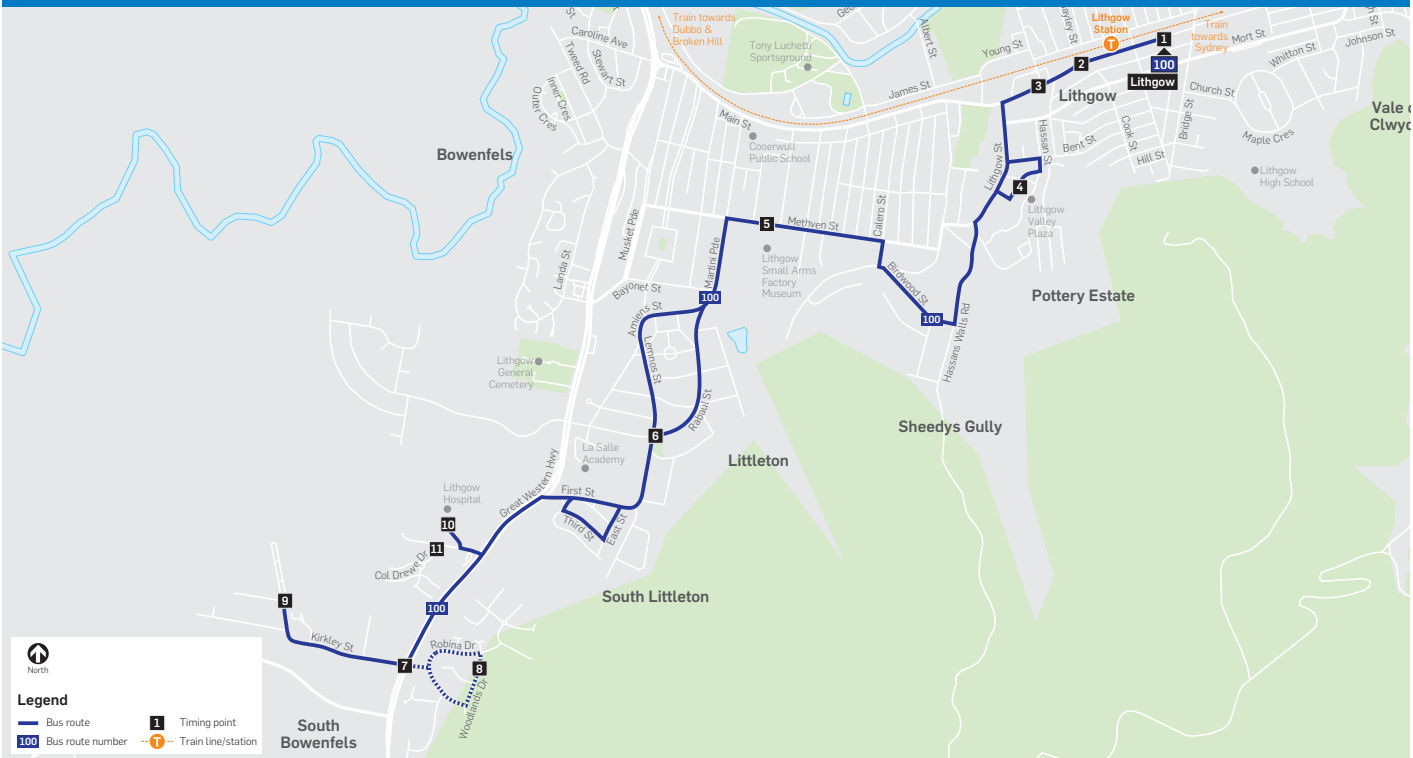 St
Caroline Ave
Tweed Rd
Stewart St
Inner Cres
Outer Cres
Train towards
Dubbo &
Broken Hill
Tony Luchetti
Sportsground
Albert St
Young St
Lithgow
Station
T
Train
towards
Sydney
1
100
Lithgow
Mort St
Whitton St
Johnson St
2
3
James St
Lithgow
Church St
Bridge St
Maple Cres
Vale
Main St
Cooerwull
Public School
Bowenfels
Hassan St
Bent St
Cook St
Hill St
Lithgow
High School
Lithgow St
4
Lithgow
Valley
Plaza
Musket Pde
Landa St
Martini Pde
5
Methven St
Calero St
Lithgow
Small Arms
Factory
Museum
Birdwood St
Bayonet St
100
Amiens St
100
Pottery Estate
Hassans Walls Rd
Lemnos St
Lithgow
General
Cemetery
Rabaul St
6
Sheedys Gully
La Salle
Academy
Littleton
Great Western Hwy
First St
Third St
East St
Lithgow
Hospital
10
11
Col Drewe Dr
South Littleton
9
100
Kirkley St
7
Robina Dr
8
Woodlands Dr
South
Bowenfels
North
Legend
Bus route
1 Timing point
100 Bus route number
T Train line/station